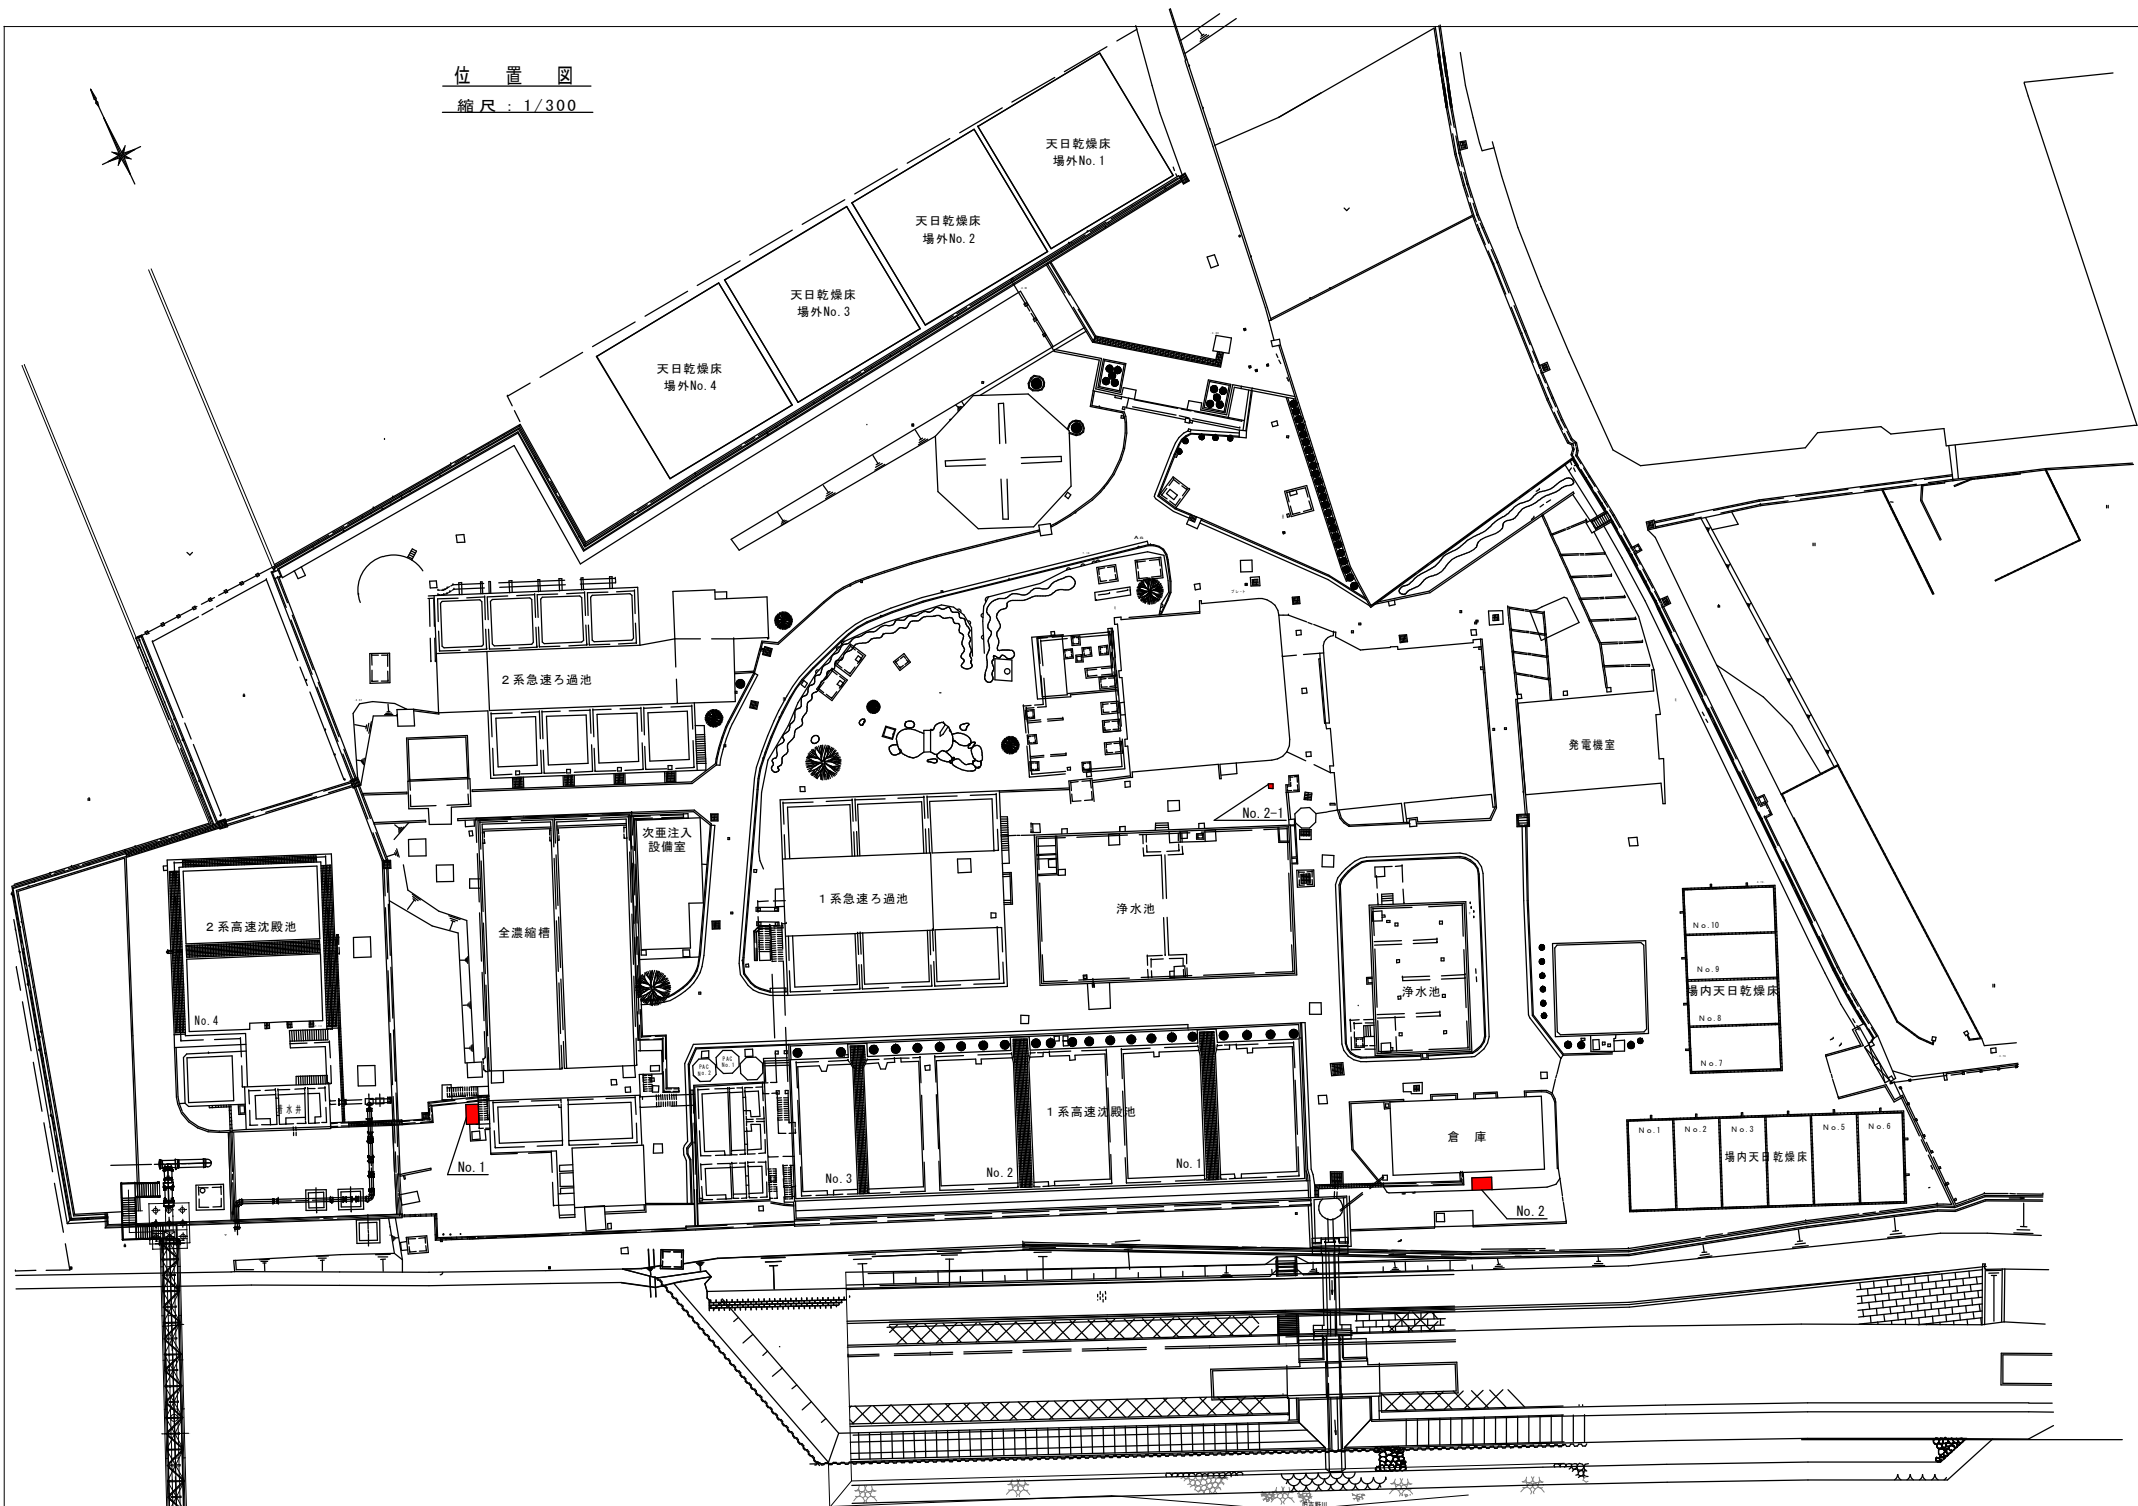 位　置　図
縮尺：1/300
天日乾燥床
場外No.1
天日乾燥床
場外No.2
天日乾燥床
場外No.3
天日乾燥床
場外No.4
２系急速ろ過池
発電機室
No.2-1
次亜注入
設備室
２系高速沈殿池
No.4
全濃縮槽
１系急速ろ過池
浄水池
浄水池
No.10
No.9
場内天日乾燥床
No.8
No.7
PAC
No.1
PAC
No.2
１系高速沈殿池
No.3
No.2
No.1
倉　庫
No.1
No.2
No.3
No.5
No.6
場内天日乾燥床
No.1
No.2